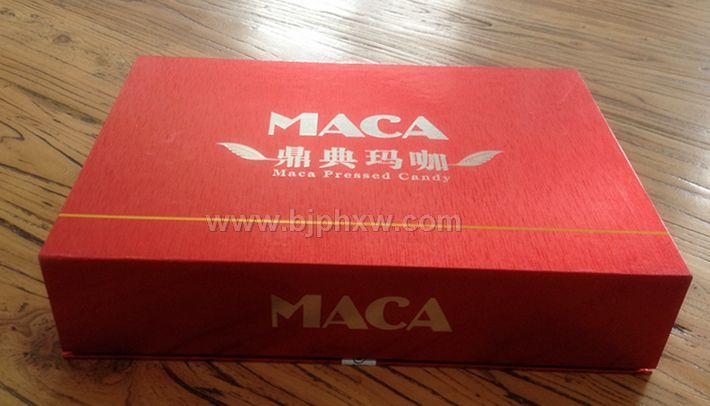 MACA
鼎典玛咖
Maca Pressed Candy
www.bjphxw.com
MACA